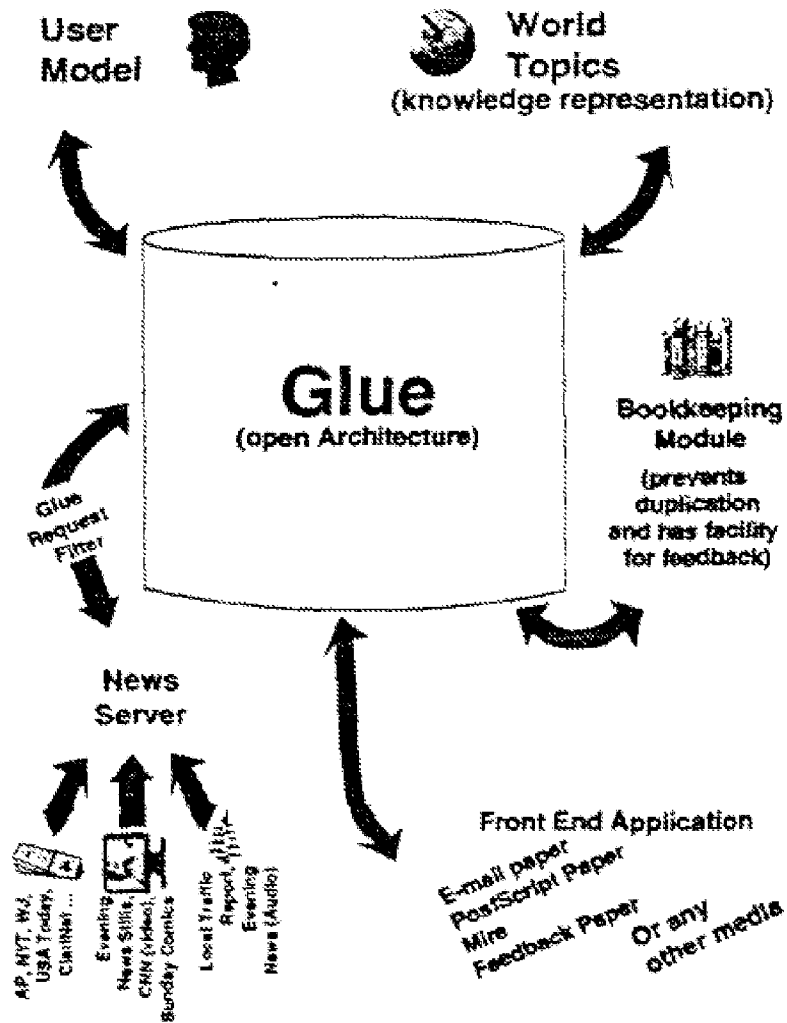 User
Model
World
Topics
(knowledge representation)
Glue
(open Architecture)
Bookkeeping
Module
(prevents
duplication
and has facility
for feedback)
Glue
Request
Filter
News
Server
AP, NYT, WJ,
USA Today,
ClariNet ...
Evening
News Stills,
CNN (video),
Sunday Comics
Local Traffic
Report,
Evening
News (Audio)
Front End Application
E-mail paper
PostScript Paper
Mire
Feedback Paper
Or any
other media